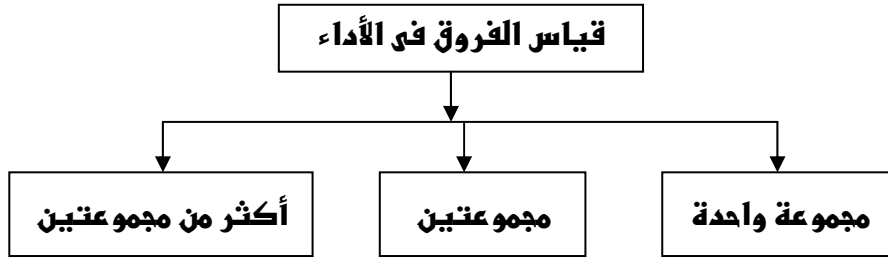 قياس الفروق فى الأداء
مجموعة واحدة
مجموعتين
أكثر من مجموعتين